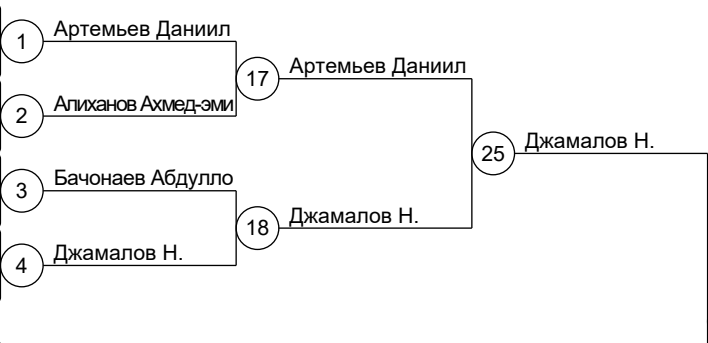 1 Артемьев Даниил
17 Артемьев Даниил
2 Алиханов Ахмед-эми
25 Джамалов Н.
3 Бачонаев Абдулло
18 Джамалов Н.
4 Джамалов Н.